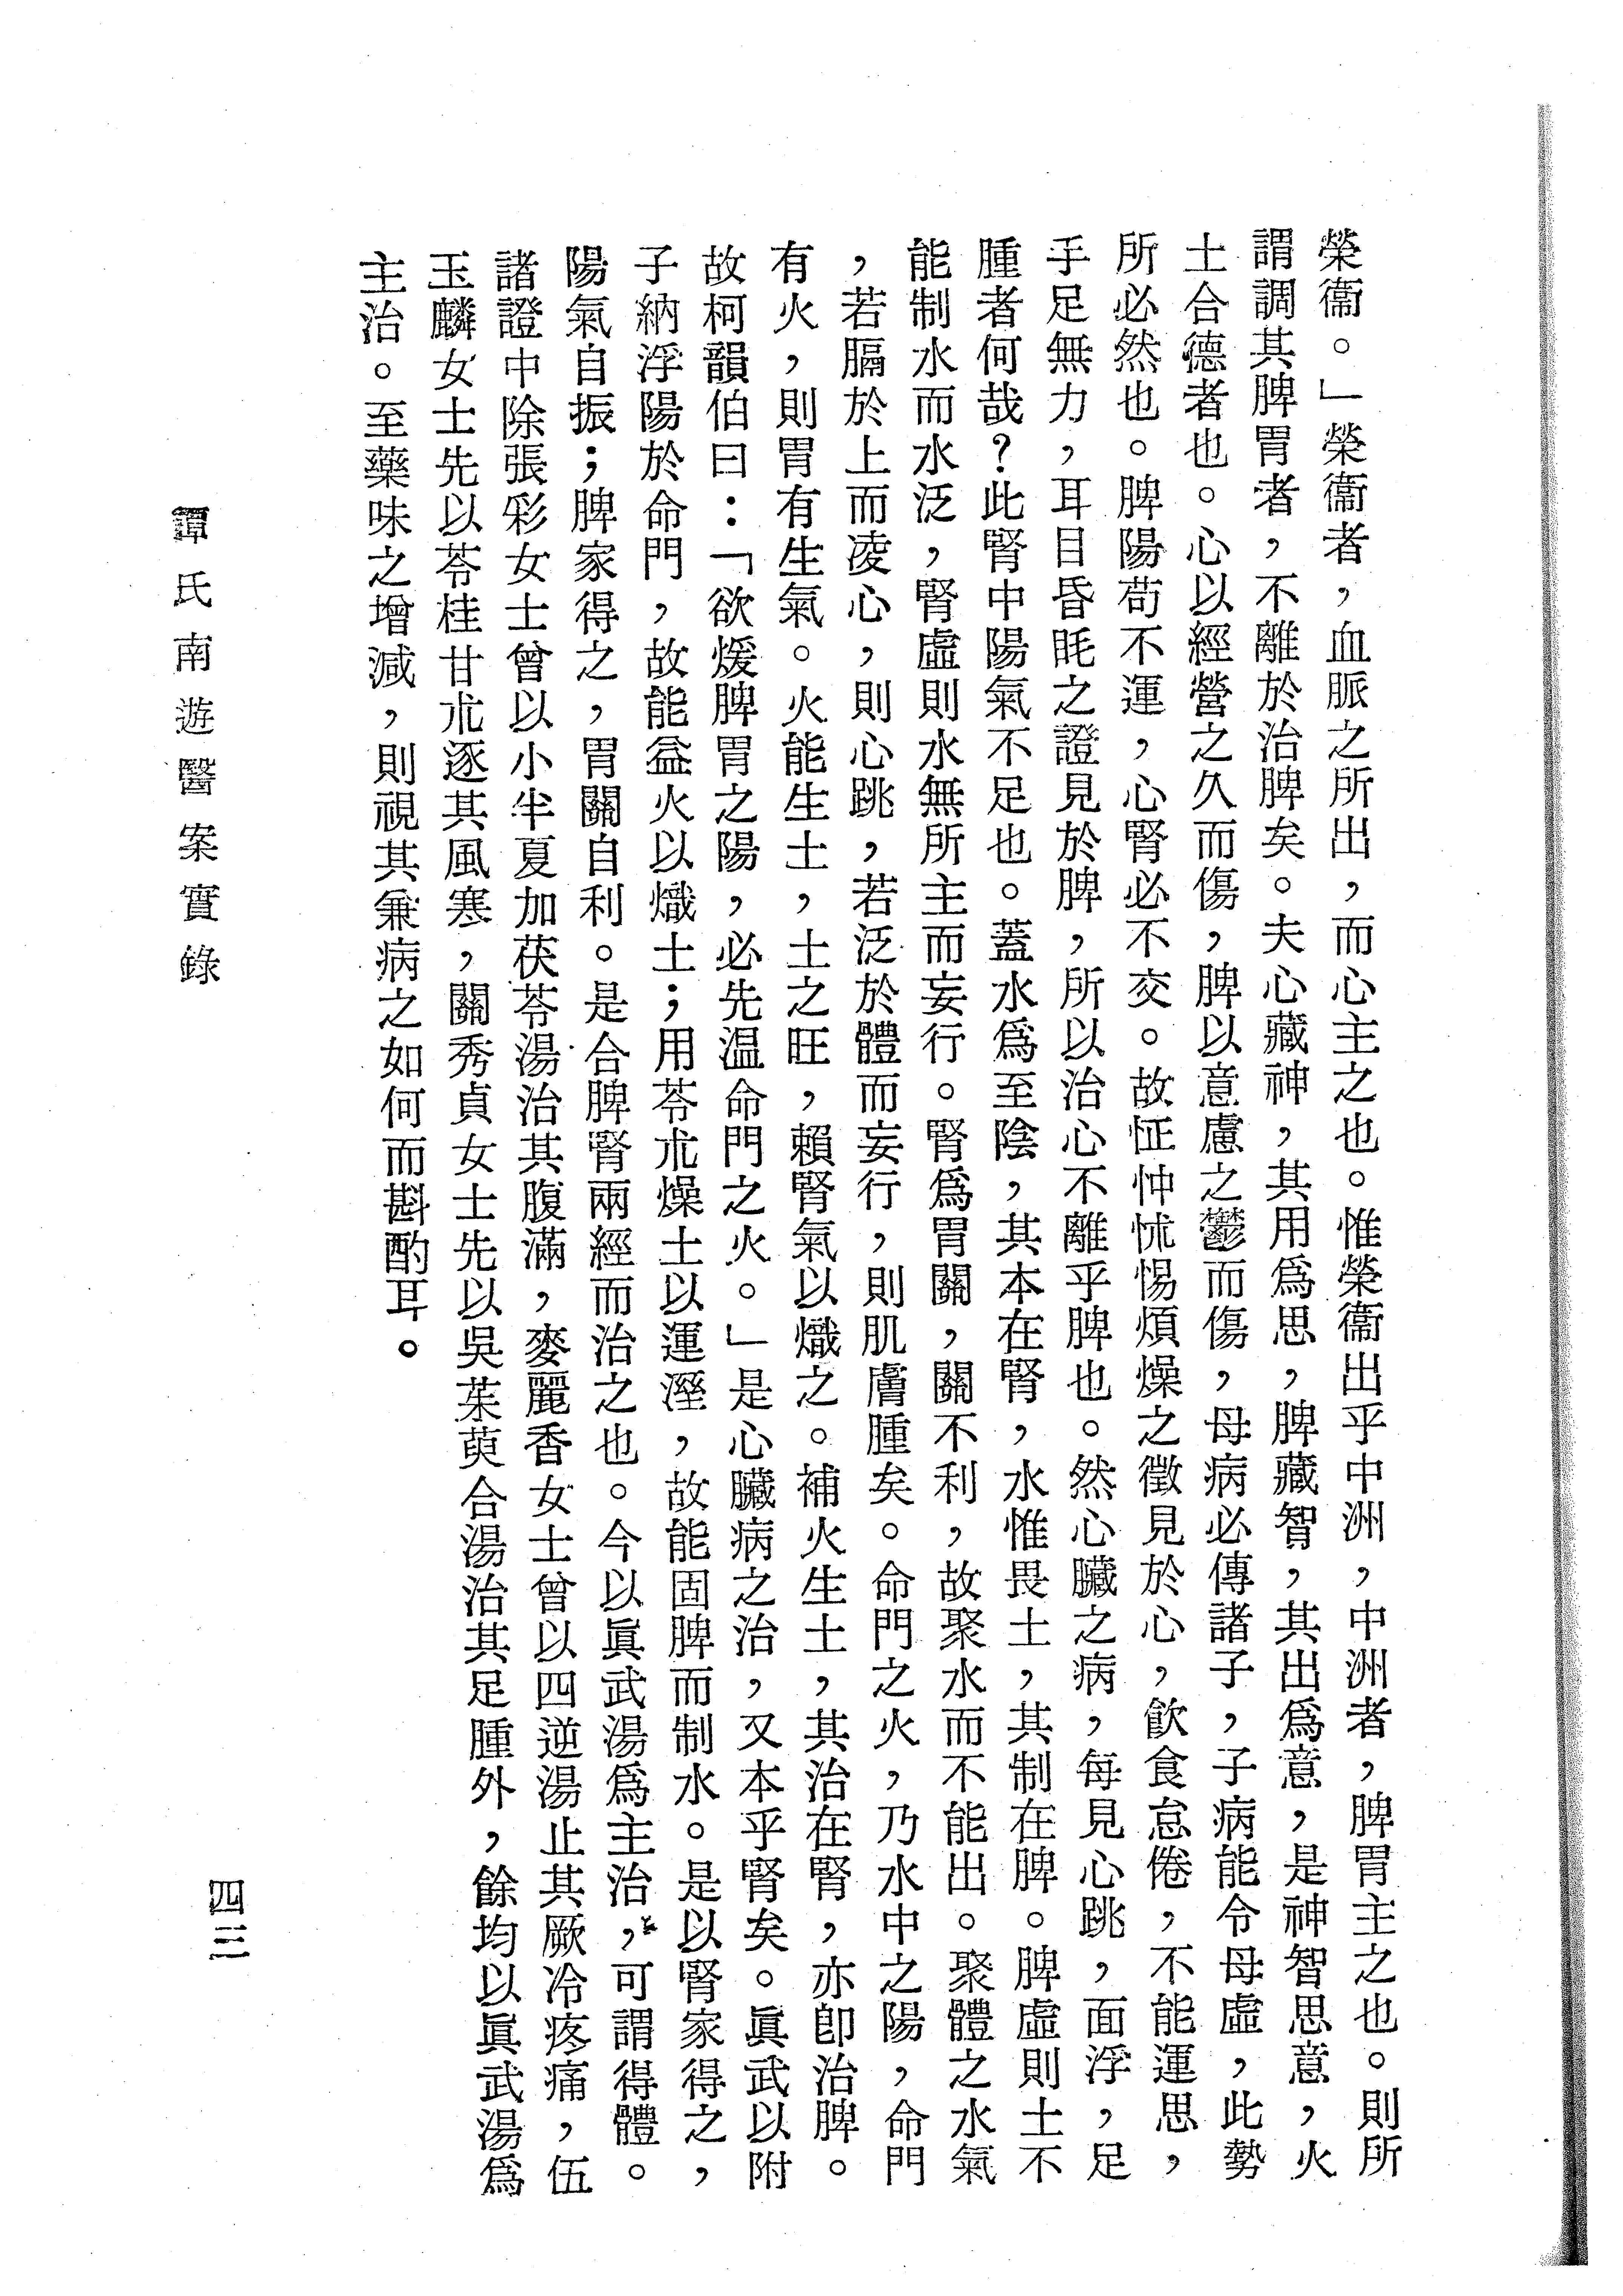 榮衞。」榮衞者，血脈之所出，而心主之也。惟榮衞出乎中洲，中洲者，脾胃主之也。則所
謂調其脾胃者，不離於治脾矣。夫心藏神，其用爲思，脾藏智，其出爲意，是神智思意，火
土合德者也。心以經營之久而傷，脾以意慮之鬱而傷，母病必傳諸子，子病能令母虛，此勢
所必然也。脾陽苟不運，心腎必不交。故怔忡怵惕煩燥之徵見於心，飲食怠倦，不能運思，
手足無力，耳目昏眊之證見於脾，所以治心不離乎脾也。然心臟之病，每見心跳，面浮，足
腫者何哉？此腎中陽氣不足也。蓋水爲至陰，其本在腎，水惟畏土，其制在脾。脾虛則土不
能制水而水泛，腎虛則水無所主而妄行。腎爲胃關，關不利，故聚水而不能出。聚體之水氣
，若膈於上而凌心，則心跳，若泛於體而妄行，則肌膚腫矣。命門之火，乃水中之陽，命門
有火，則胃有生氣。火能生土，土之旺，賴腎氣以熾之。補火生土，其治在腎，亦卽治脾。
故柯韻伯曰：「欲煖脾胃之陽，必先温命門之火。」是心臟病之治，又本乎腎矣。眞武以附
子納浮陽於命門，故能益火以熾土；用苓朮燥土以運溼，故能固脾而制水。是以腎家得之，
陽氣自振；脾家得之，胃關自利。是合脾腎兩經而治之也。今以眞武湯爲主治，可謂得體。
諸證中除張彩女士曾以小半夏加茯苓湯治其腹滿，麥麗香女士曾以四逆湯止其厥冷疼痛，伍
玉麟女士先以苓桂甘朮逐其風寒，關秀貞女士先以吳茱萸合湯治其足腫外，餘均以眞武湯爲
主治。至藥味之增減，則視其兼病之如何而斟酌耳。
譚氏南遊醫案實錄
四三